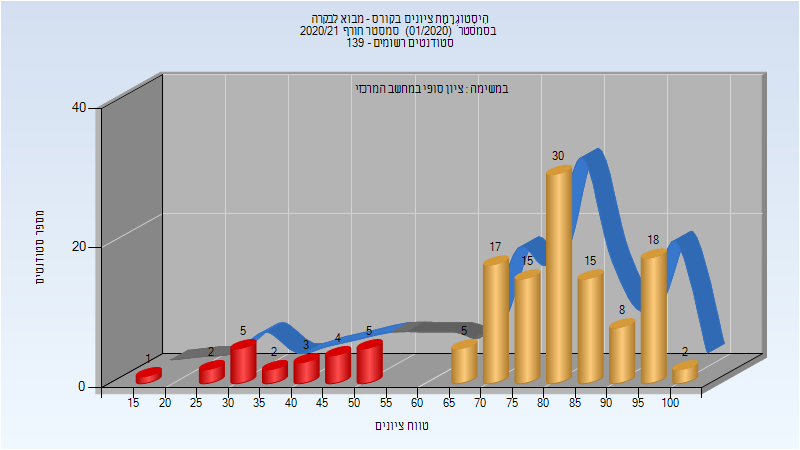 היסטוגרמת ציונים בקורס - מבוא לבקרה
בסמסטר (01/2020) סמסטר חורף 2020/21
סטודנטים רשומים - 139
במשימה : ציון סופי במחשב המרכזי
מספר סטודנטים
40
20
0
1
2
5
2
3
4
5
5
17
15
30
15
8
18
2
15 20 25 30 35 40 45 50 55 60 65 70 75 80 85 90 95 100
טווח ציונים